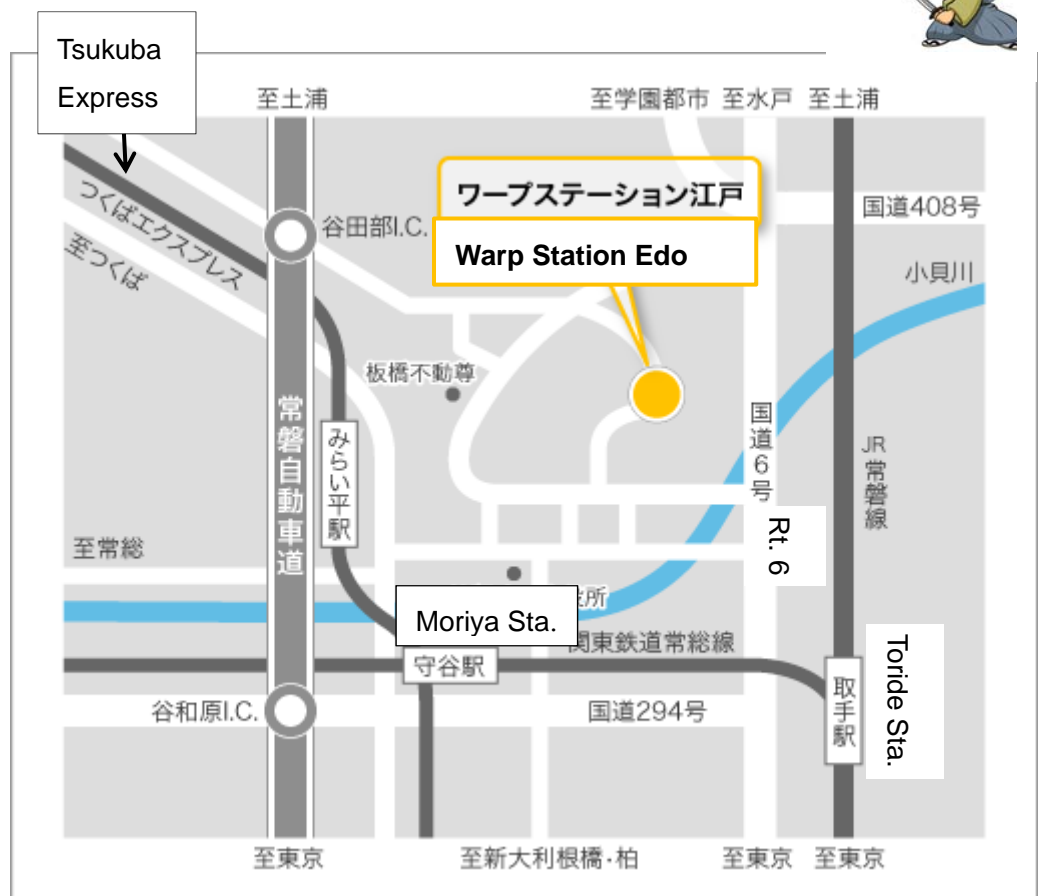 Tsukuba
Express
至土浦
至学園都市
至水戸
至土浦
ワープステーション江戸
Warp Station Edo
国道408号
つくばエクスプレス
谷田部I.C.
至つくば
小貝川
板橋不動尊
常磐自動車道
みらい平駅
国道6号
JR常磐線
Rt. 6
至常総
所
Moriya Sta.
関東鉄道常総線
守谷駅
Toride Sta.
取手駅
谷和原I.C.
国道294号
至東京
至新大利根橋・柏
至東京
至東京